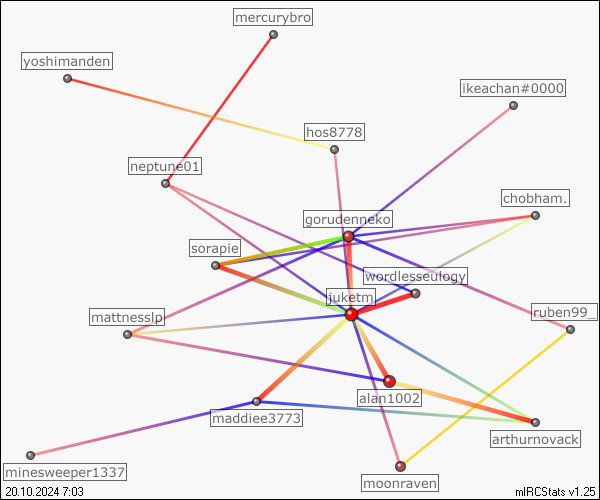 mercurybro
yoshimanden
ikeachan#0000
hos8778
neptune01
chobham.
gorudenneko
sorapie
wordlesseulogy
juketm
mattnesslp
ruben99_
alan1002
maddiee3773
arthurnovack
minesweeper1337
moonraven
20.10.2024 7:03
mIRCStats v1.25